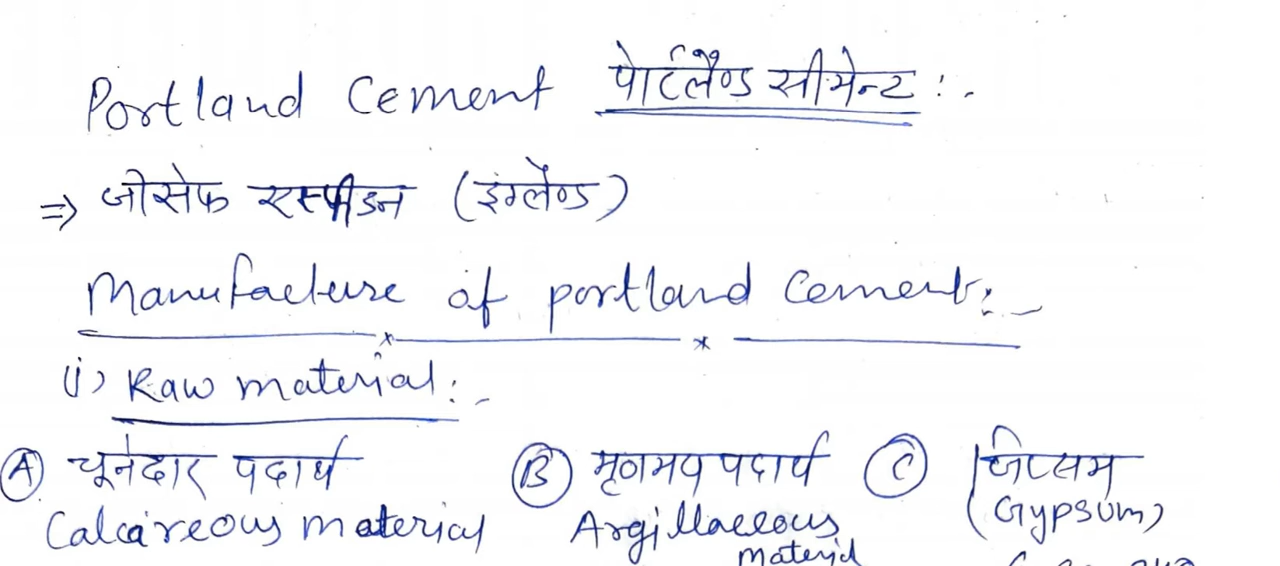 Portland Cement पोर्टलैण्ड सीमेन्ट :-
⇒ जोसेफ एस्पीडन (इंग्लैण्ड)
Manufacture of portland Cement:-
(i) Raw material:-
(A) चूनेदार पदार्थ (B) मृणमय पदार्थ (C) जिप्सम
Calcareous material Argillaceous material (Gypsum)